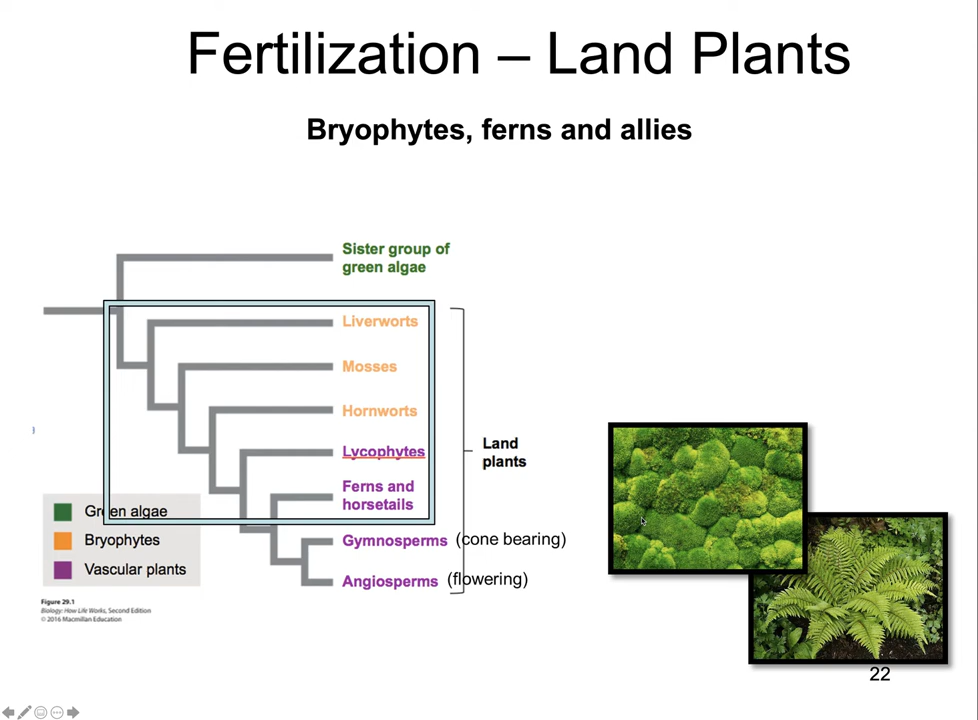 Fertilization – Land Plants
Bryophytes, ferns and allies
Sister group of
green algae
Liverworts
Mosses
Hornworts
Lycophytes
Ferns and
horsetails
Gymnosperms (cone bearing)
Angiosperms (flowering)
Land
plants
Green algae
Bryophytes
Vascular plants
Figure 29.1
Biology: How Life Works, Second Edition
© 2016 Macmillan Education
22